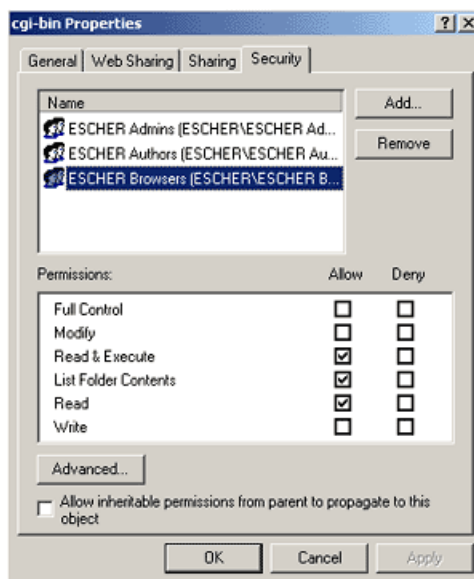 cgi-bin Properties
General Web Sharing Sharing Security
Name
ESCHER Admins (ESCHER\ESCHER Ad...
ESCHER Authors (ESCHER\ESCHER Au...
ESCHER Browsers (ESCHER\ESCHER B...
Add...
Remove
Permissions: Allow Deny
Full Control
Modify
Read & Execute
List Folder Contents
Read
Write
Advanced...
Allow inheritable permissions from parent to propagate to this
object
OK Cancel Apply